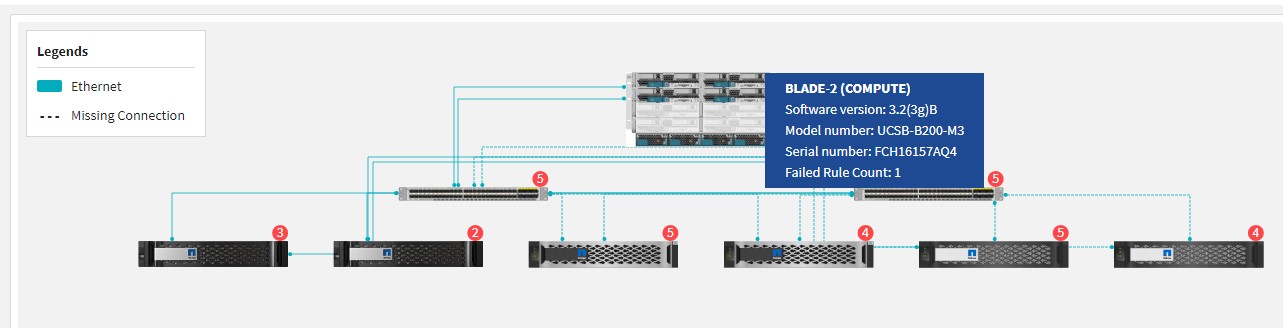 Legends
Ethernet
Missing Connection
BLADE-2 (COMPUTE)
Software version: 3.2(3g)B
Model number: UCSB-B200-M3
Serial number: FCH16157AQ4
Failed Rule Count: 1
5
5
3
2
5
4
5
4